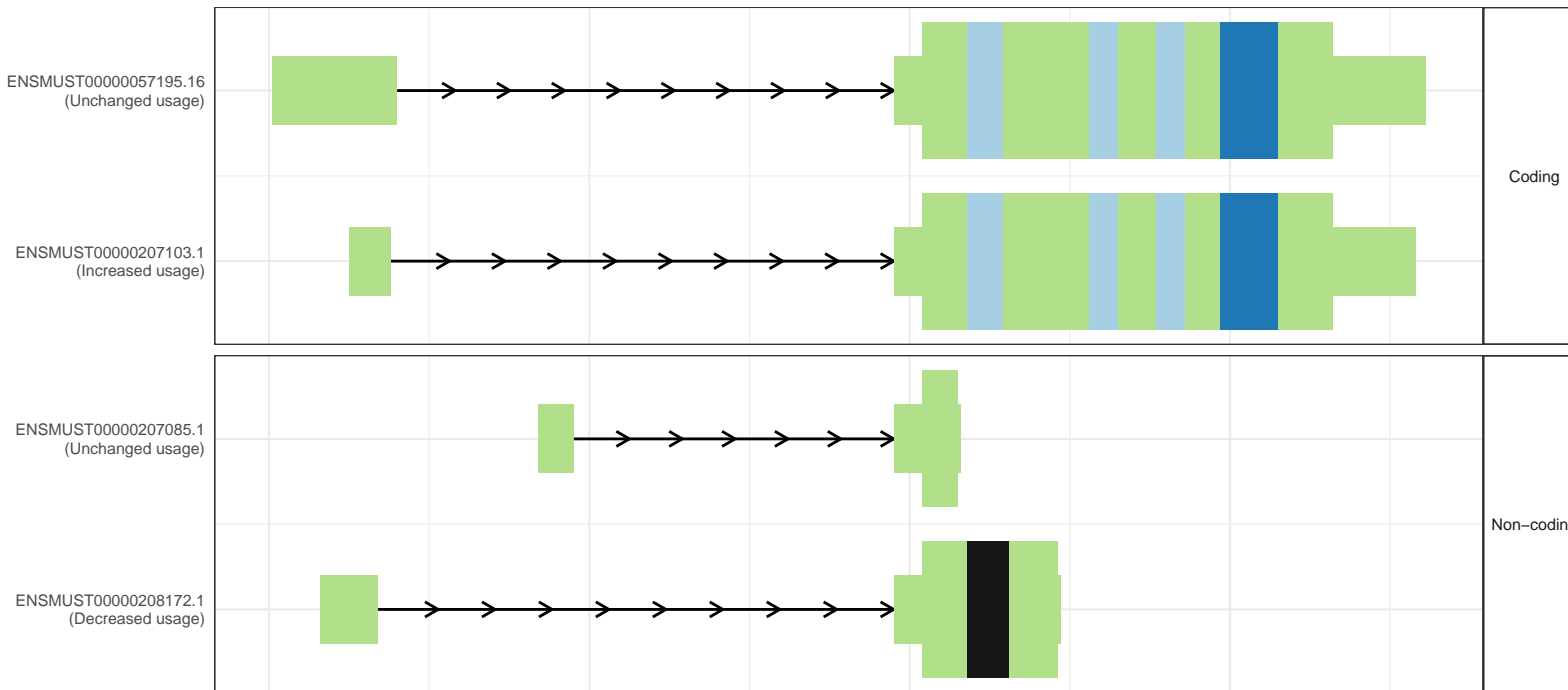 ENSMUST00000057195.16
(Unchanged usage)
Coding
ENSMUST00000207103.1
(Increased usage)
ENSMUST00000207085.1
(Unchanged usage)
Non−codin
ENSMUST00000208172.1
(Decreased usage)